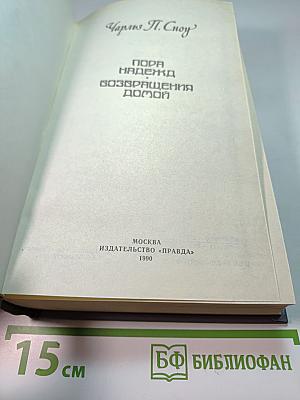 Чарльз П. Сноу
ПОРА
НАДЕЖД
•
ВОЗВРАЩЕНИЯ
ДОМОЙ
МОСКВА
ИЗДАТЕЛЬСТВО «ПРАВДА»
1990
15 см
БФ БИБЛИОФАН